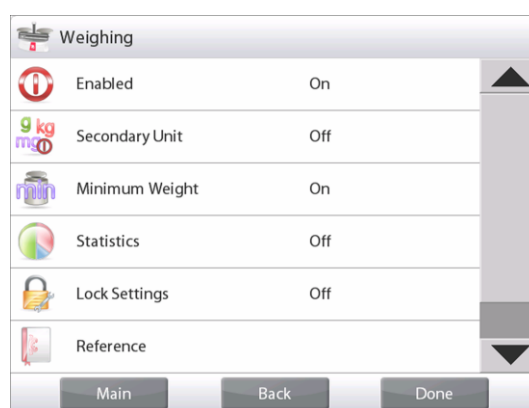 Weighing
Enabled On
g kg
mg
Secondary Unit Off
min
Minimum Weight On
Statistics Off
Lock Settings Off
Reference
Main Back Done